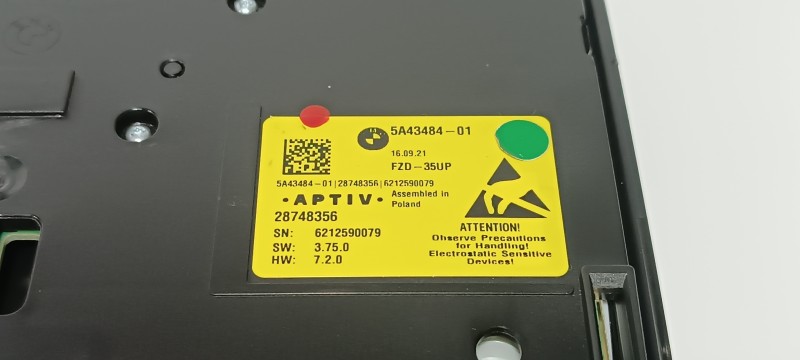 5A43484-01
16.09.21
FZD-35UP
5A43484-01|28748356|6212590079
• APTIV •
Assembled in
Poland
28748356
SN: 6212590079
SW: 3.75.0
HW: 7.2.0
ATTENTION!
Observe Precautions
for Handling!
Electrostatic Sensitive
Devices!